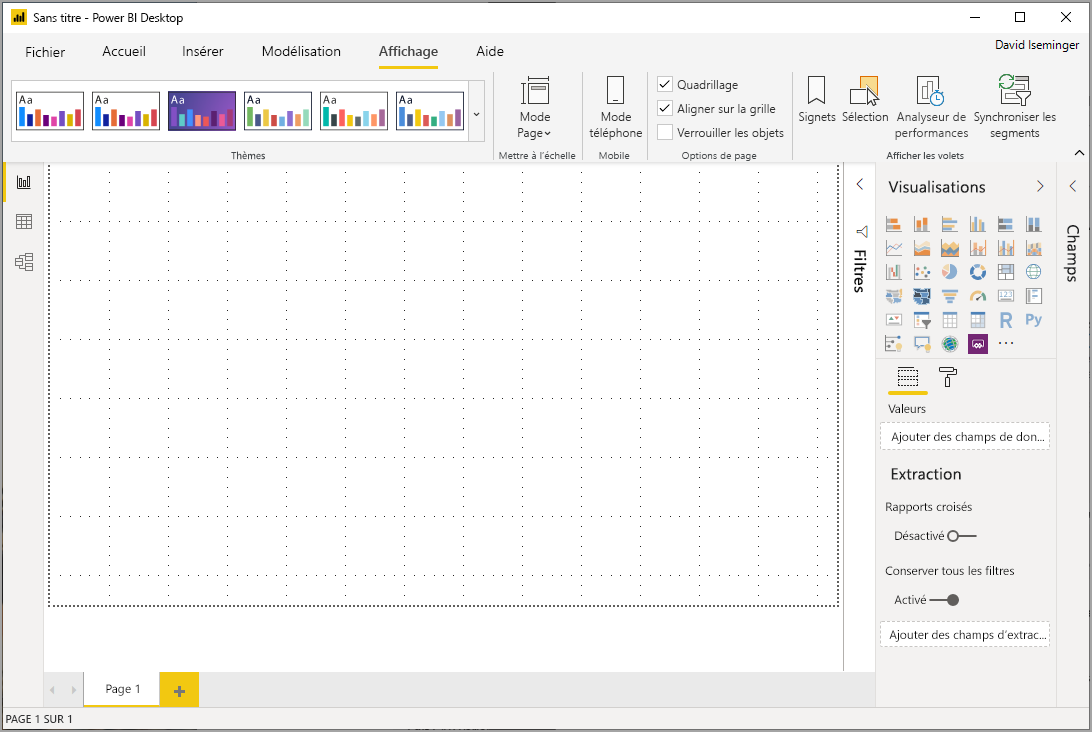 Sans titre - Power BI Desktop
David Iseminger
Fichier Accueil Insérer Modélisation Affichage Aide
Aa Aa Aa Aa Aa Aa
Mode
Page
Mode
téléphone
Quadrillage
Aligner sur la grille
Verrouiller les objets
Signets Sélection Analyseur de
performances
Synchroniser les
segments
Thèmes Mettre à l'échelle Mobile Options de page Afficher les volets
Filtres
Visualisations
Champs
123
R Py
Valeurs
Ajouter des champs de don...
Extraction
Rapports croisés
Désactivé
Conserver tous les filtres
Activé
Ajouter des champs d'extrac...
Page 1
PAGE 1 SUR 1